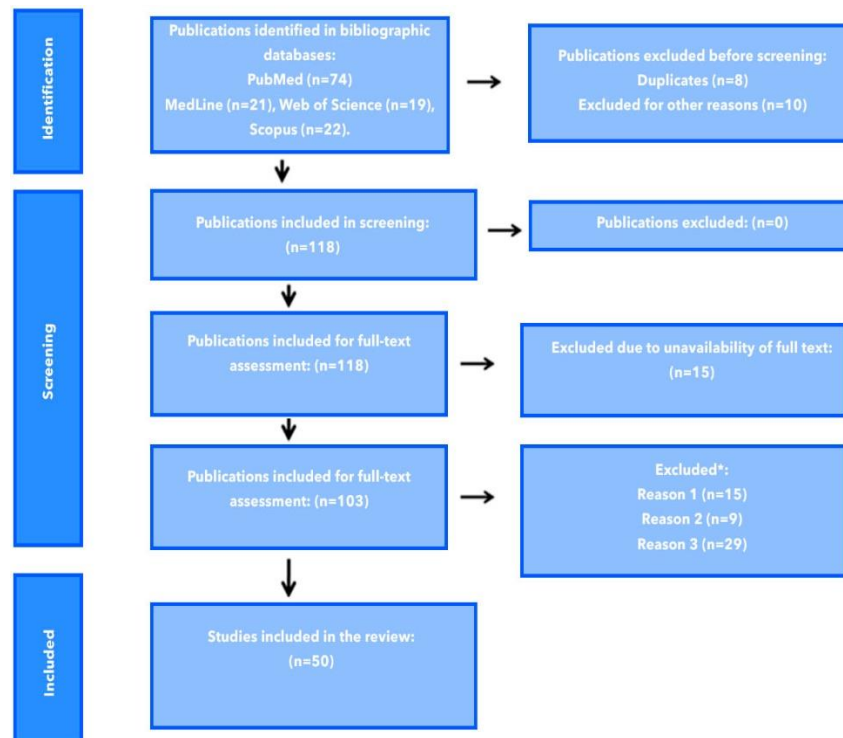 Identification
Publications identified in bibliographic
databases:
PubMed (n=74)
MedLine (n=21), Web of Science (n=19),
Scopus (n=22).
Publications excluded before screening:
Duplicates (n=8)
Excluded for other reasons (n=10)
Screening
Publications included in screening:
(n=118)
Publications excluded: (n=0)
Publications included for full-text
assessment: (n=118)
Excluded due to unavailability of full text:
(n=15)
Publications included for full-text
assessment: (n=103)
Excluded*:
Reason 1 (n=15)
Reason 2 (n=9)
Reason 3 (n=29)
Included
Studies included in the review:
(n=50)